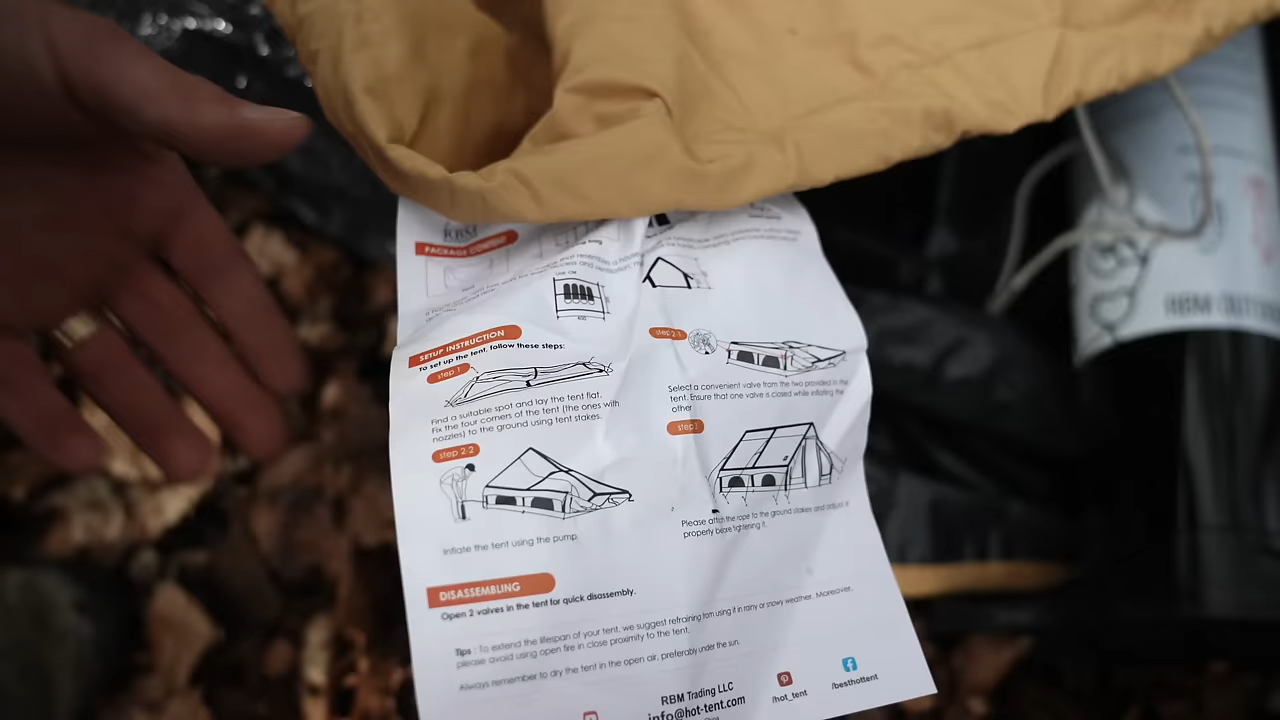 RBM
PACKAGE CONTENT
SETUP INSTRUCTION
To set up the tent, follow these steps:
step 1
Find a suitable spot and lay the tent flat.
Fix the four corners of the tent (the ones with
nozzles) to the ground using tent stakes.
step 2-1
Select a convenient valve from the two provided in the
tent. Ensure that one valve is closed while inflating the
other
step 2-2
Inflate the tent using the pump
step3
Please attch the rope to the ground stakes and adjust it
properly before tightening it.
DISASSEMBLING
Open 2 valves in the tent for quick disassembly.
Tips : To extend the lifespan of your tent, we suggest refraining from using it in rainy or snowy weather. Moreover,
please avoid using open fire in close proximity to the tent.
Always remember to dry the tent in the open air, preferably under the sun.
RBM Trading LLC
info@hot-tent.com
China
/hot_tent
/besthottent
RBM